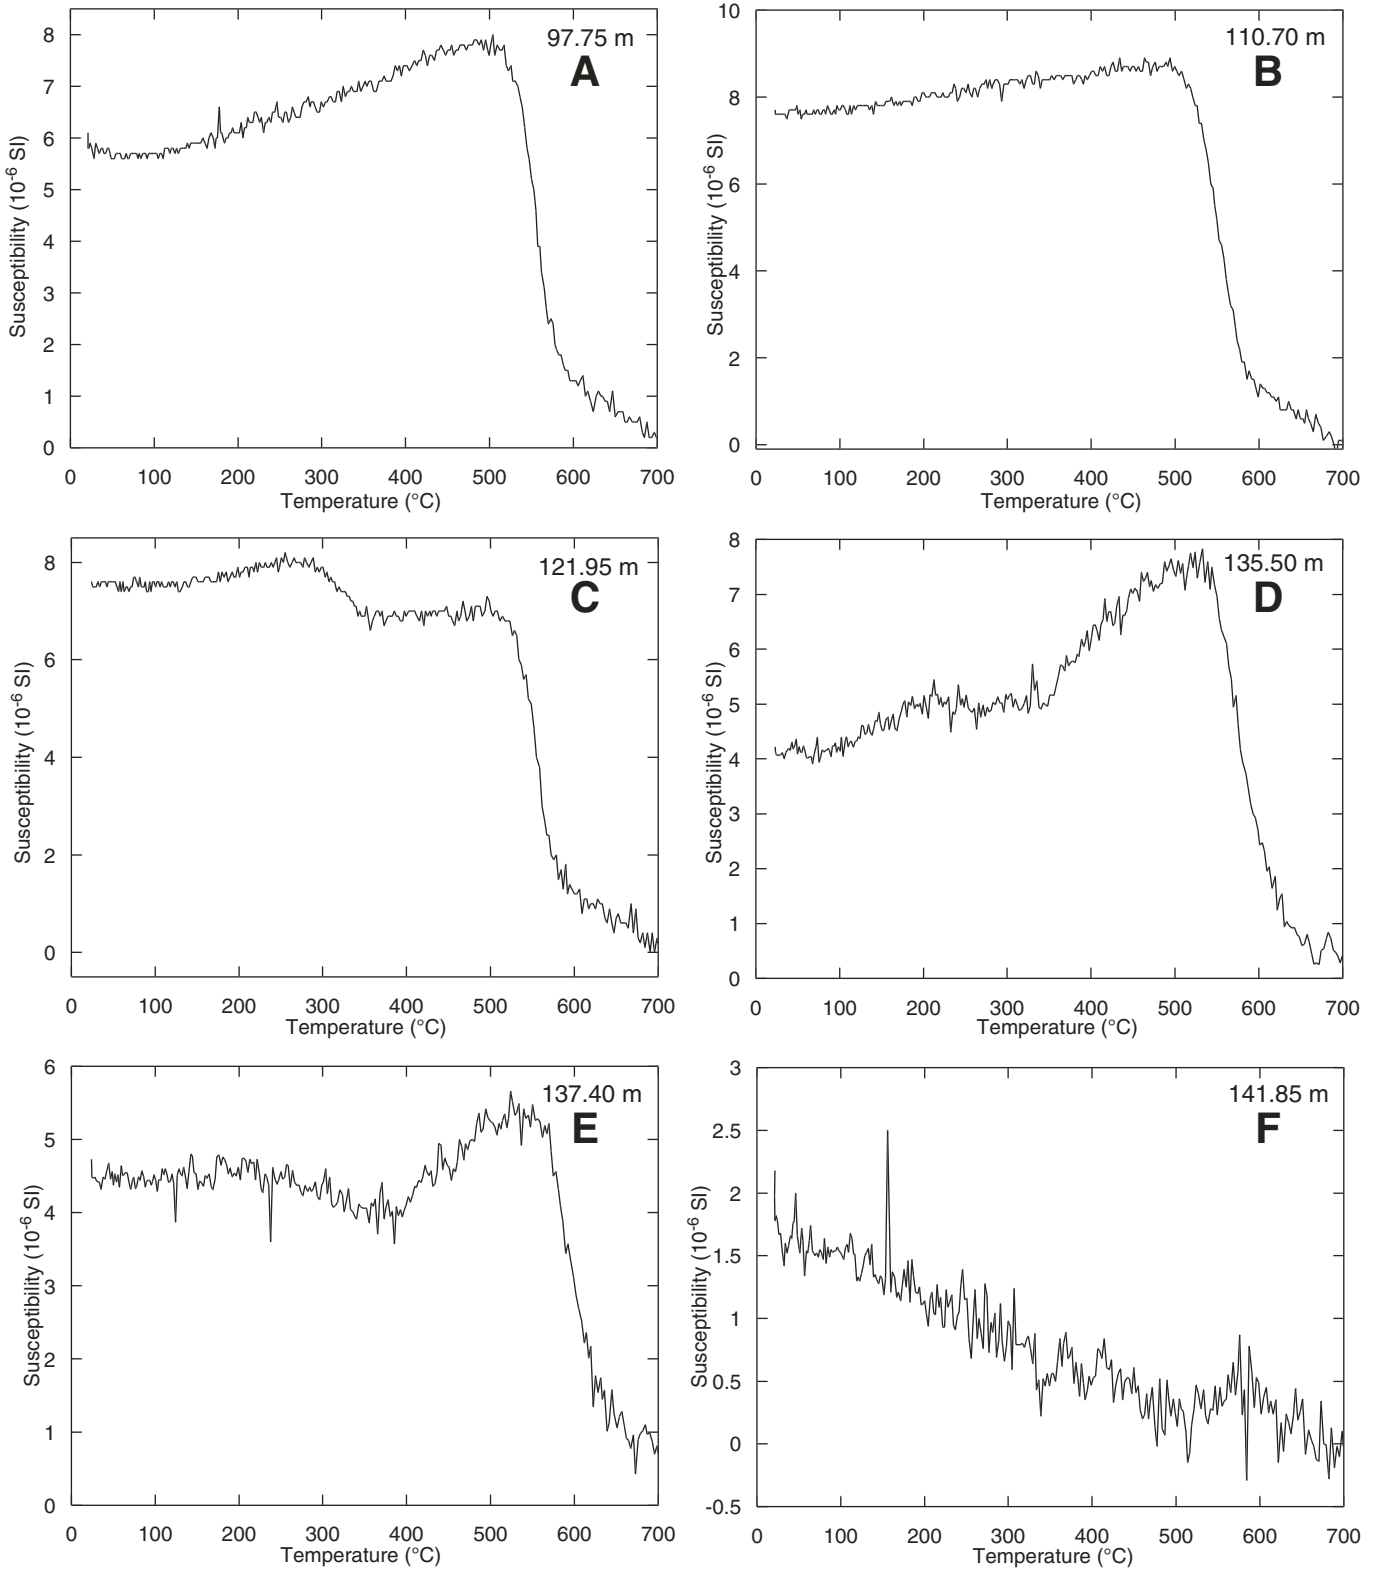 97.75 m
A
8
7
6
5
4
3
2
1
0
Susceptibility (10-6 SI)
0 100 200 300 400 500 600 700
Temperature (°C)
110.70 m
B
10
8
6
4
2
0
Susceptibility (10-6 SI)
0 100 200 300 400 500 600 700
Temperature (°C)
121.95 m
C
8
6
4
2
0
Susceptibility (10-6 SI)
0 100 200 300 400 500 600 700
Temperature (°C)
135.50 m
D
8
7
6
5
4
3
2
1
0
Susceptibility (10-6 SI)
0 100 200 300 400 500 600 700
Temperature (°C)
137.40 m
E
6
5
4
3
2
1
0
Susceptibility (10-6 SI)
0 100 200 300 400 500 600 700
Temperature (°C)
141.85 m
F
3
2.5
2
1.5
1
0.5
0
-0.5
Susceptibility (10-6 SI)
0 100 200 300 400 500 600 700
Temperature (°C)